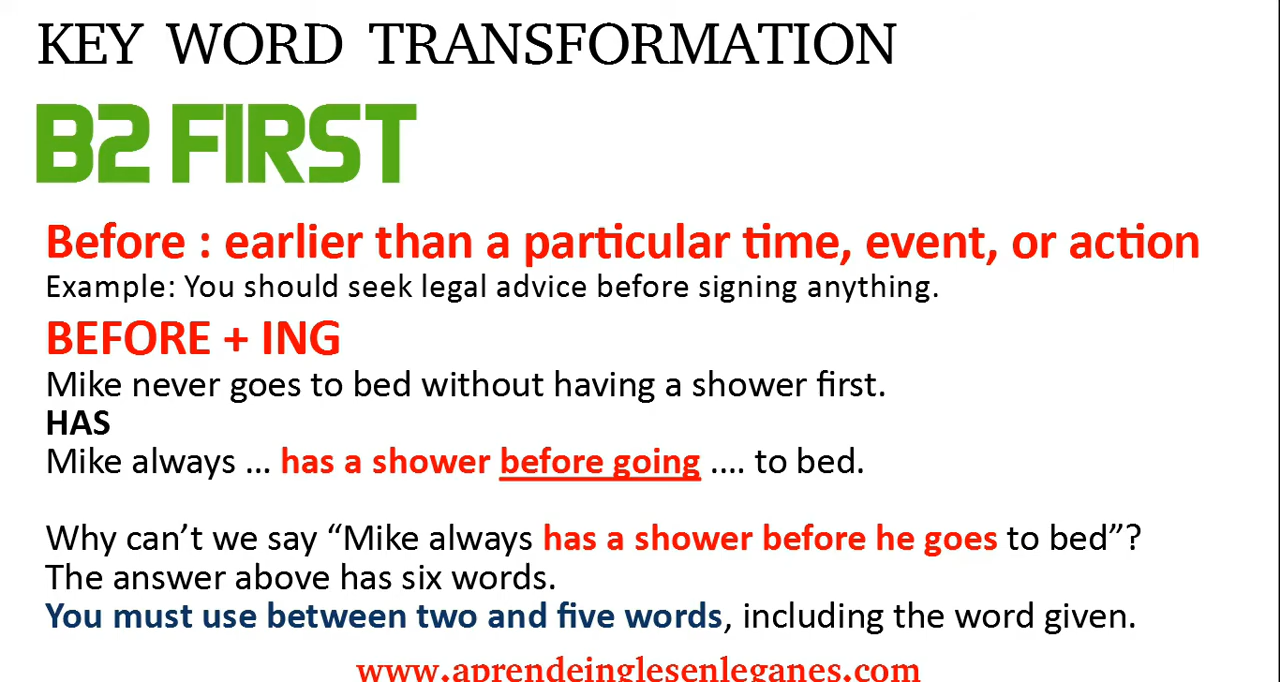 KEY WORD TRANSFORMATION
B2 FIRST
Before : earlier than a particular time, event, or action
Example: You should seek legal advice before signing anything.
BEFORE + ING
Mike never goes to bed without having a shower first.
HAS
Mike always ... has a shower before going .... to bed.
Why can’t we say “Mike always has a shower before he goes to bed”?
The answer above has six words.
You must use between two and five words, including the word given.
www.aprendeinglesenleganes.com